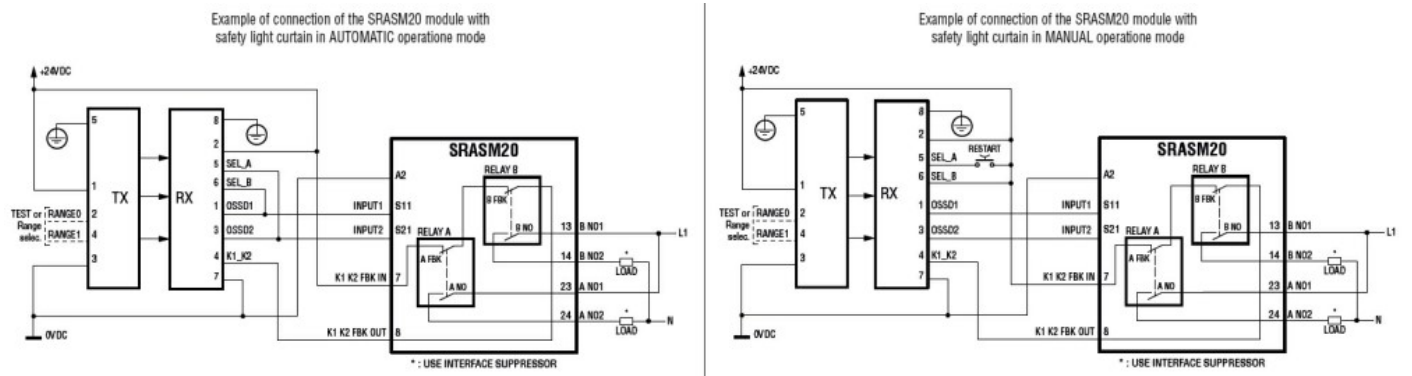 Example of connection of the SRASM20 module with
safety light curtain in AUTOMATIC operatione mode
+24VDC
5
8
2
SRASM20
5
SEL_A
6
SEL_B
RELAY B
A2
1
TX
RX
B FBK
TEST or
Range
selec.
RANGE0
2
1
OSSD1
INPUT1
S11
RANGE1
4
3
OSSD2
INPUT2
S21
RELAY A
B NO
13
B NO1
L1
3
4
K1_K2
A FBK
14
B NO2
*
LOAD
7
K1 K2 FBK IN
7
A NO
23
A NO1
24
A NO2
*
LOAD
N
0VDC
K1 K2 FBK OUT
8
* : USE INTERFACE SUPPRESSOR
Example of connection of the SRASM20 module with
safety light curtain in MANUAL operatione mode
+24VDC
5
8
2
RESTART
SRASM20
5
SEL_A
6
SEL_B
RELAY B
A2
1
TX
RX
B FBK
TEST or
Range
selec.
RANGE0
2
1
OSSD1
INPUT1
S11
RANGE1
4
3
OSSD2
INPUT2
S21
RELAY A
B NO
13
B NO1
L1
3
4
K1_K2
A FBK
14
B NO2
*
LOAD
7
K1 K2 FBK IN
7
A NO
23
A NO1
24
A NO2
*
LOAD
N
0VDC
K1 K2 FBK OUT
8
* : USE INTERFACE SUPPRESSOR